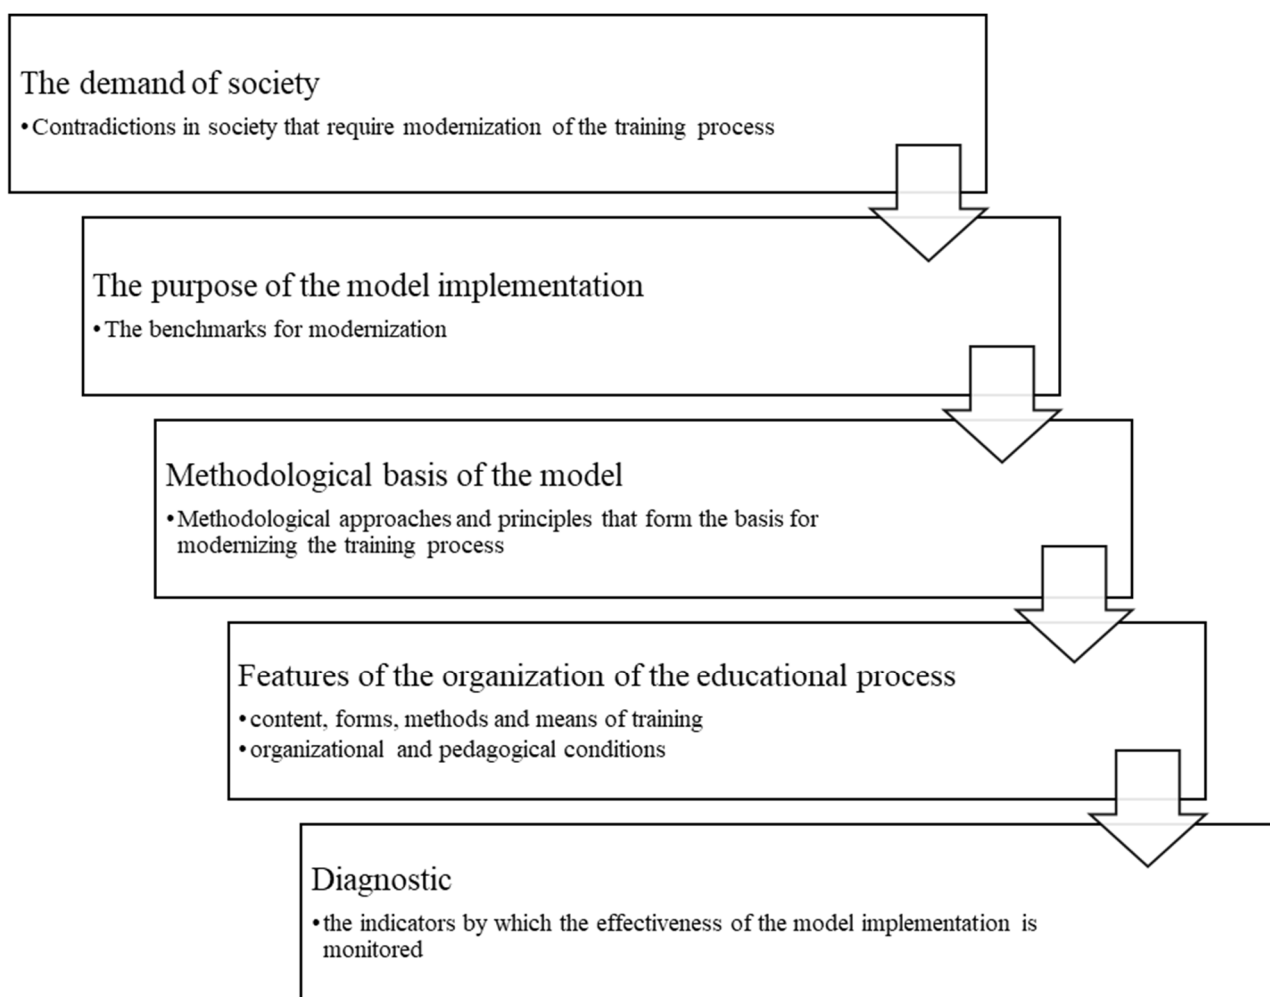 The demand of society
•Contradictions in society that require modernization of the training process
The purpose of the model implementation
•The benchmarks for modernization
Methodological basis of the model
•Methodological approaches and principles that form the basis for
modernizing the training process
Features of the organization of the educational process
•content, forms, methods and means of training
•organizational and pedagogical conditions
Diagnostic
•the indicators by which the effectiveness of the model implementation is
monitored